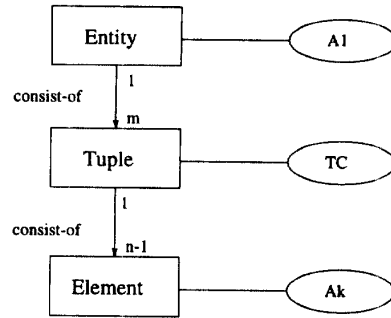 Entity
A1
1
consist-of
m
Tuple
TC
1
consist-of
n-1
Element
Ak